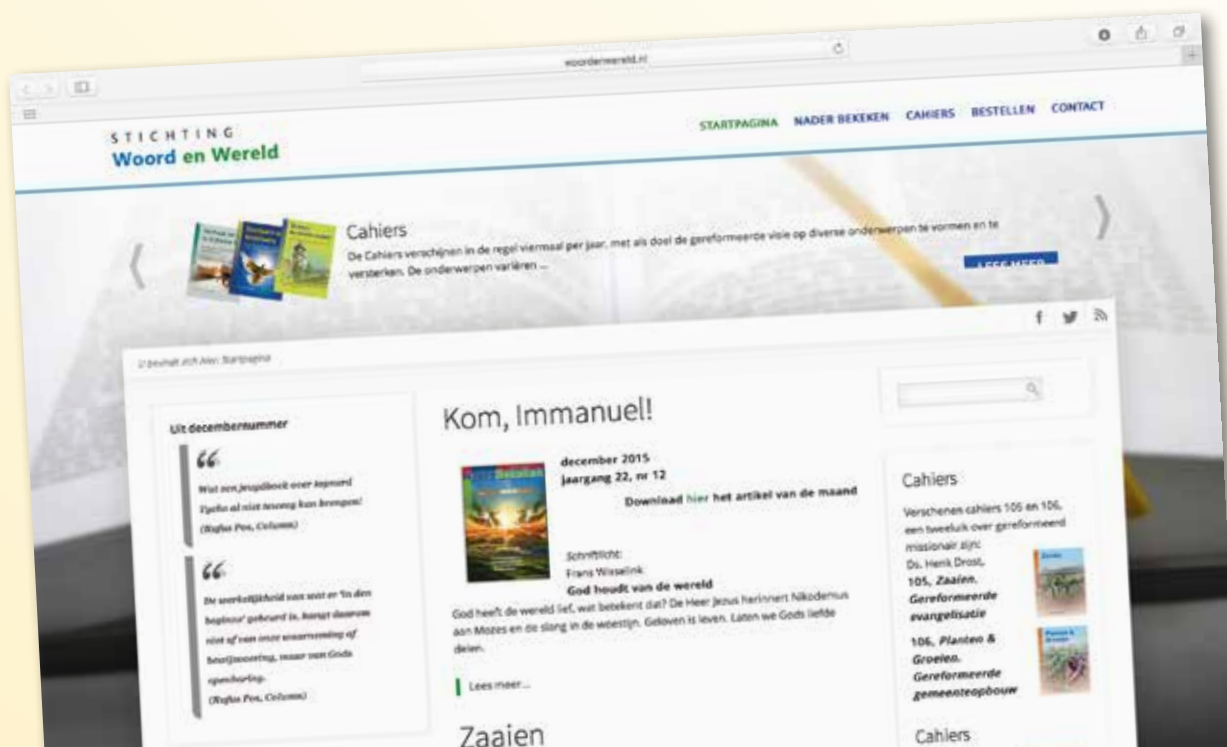 woordenwereld.nl
STICHTING
Woord en Wereld
STARTPAGINA NADER BEKEKEN CAHIERS BESTELLEN CONTACT
Cahiers
De Cahiers verschijnen in de regel viermaal per jaar, met als doel de gereformeerde visie op diverse onderwerpen te vormen en te
versterken. De onderwerpen variëren ...
LEES MEER
U bevindt zich hier: Startpagina
Uit decembernummer
Wat een jeugdboek over
al niet teweeg kan brengen!
(Rufus Pos, Column)
De werkelijkheid van wat er 'in den
beginne' gebeurd is, hangt daarom
niet af van onze waarneming of
bewijsvoering, maar van Gods
openbaring.
(Rufus Pos, Column)
Kom, Immanuel!
december 2015
jaargang 22, nr 12
Download hier het artikel van de maand
Schriftlicht:
Frans Wisselink
God houdt van de wereld
God heeft de wereld lief, wat betekent dat? De Heer Jezus herinnert Nikodemus
aan Mozes en de slang in de woestijn. Geloven is leven. Laten we Gods liefde
delen.
Lees meer...
Zaaien
Cahiers
Verschenen cahiers 105 en 106,
een tweeluik over gereformeerd
missionair zijn:
Ds. Henk Drost,
105, Zaaien.
Gereformeerde
evangelisatie
106, Planten &
Groeien.
Gereformeerde
gemeenteopbouw
Zaaien
Planten &
Groeien
Cahiers